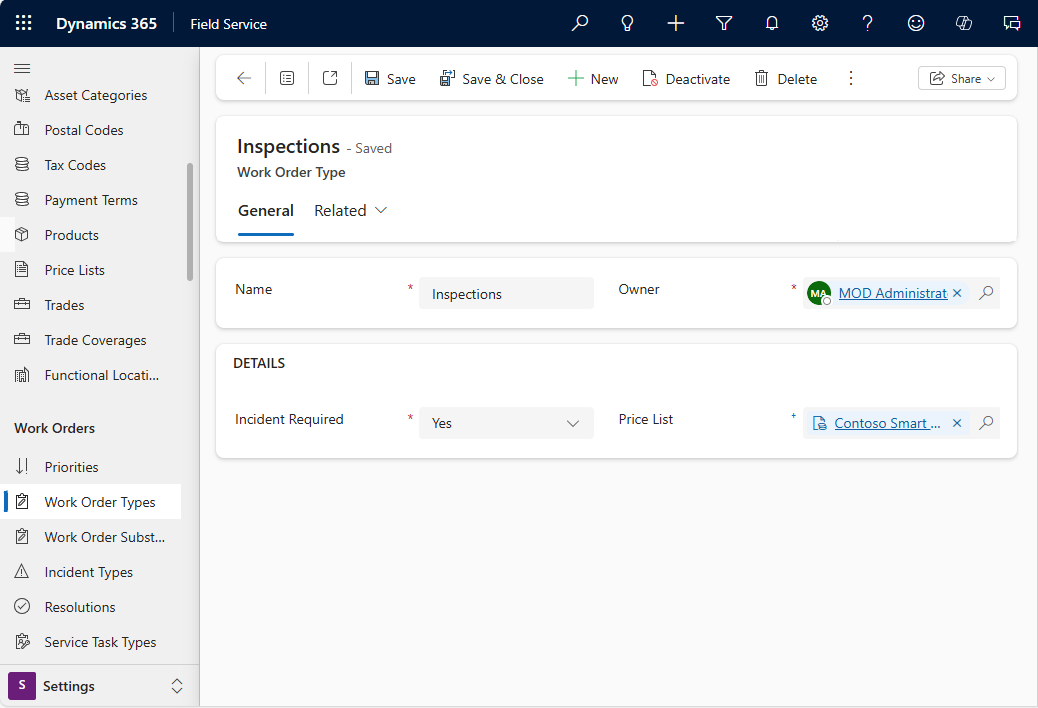 Dynamics 365 Field Service
Asset Categories
Postal Codes
Tax Codes
Payment Terms
Products
Price Lists
Trades
Trade Coverages
Functional Locati...
Work Orders
Priorities
Work Order Types
Work Order Subst...
Incident Types
Resolutions
Service Task Types
S Settings
Save Save & Close New Deactivate Delete Share
Inspections - Saved
Work Order Type
General Related
Name * Inspections Owner * MA MOD Administrat
DETAILS
Incident Required * Yes Price List + Contoso Smart ...